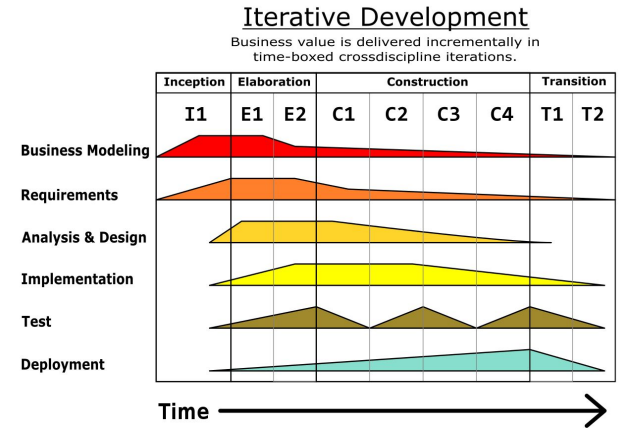 Iterative Development
Business value is delivered incrementally in
time-boxed crossdiscipline iterations.
Inception Elaboration Construction Transition
I1 E1 E2 C1 C2 C3 C4 T1 T2
Business Modeling
Requirements
Analysis & Design
Implementation
Test
Deployment
Time